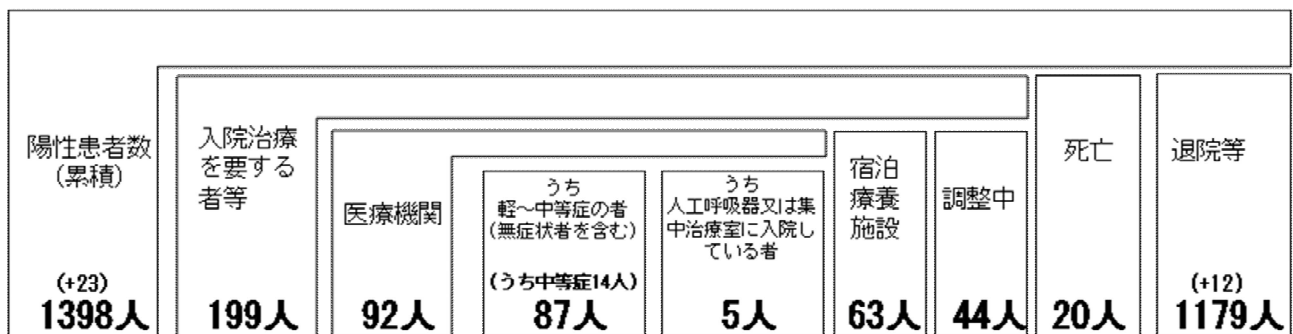 陽性患者数
(累積)
(+23)
1398人
入院治療
を要する
者等
199人
医療機関
92人
うち
軽～中等症の者
(無症状者を含む)
(うち中等症14人)
87人
うち
人工呼吸器又は集
中治療室に入院し
ている者
5人
宿泊
療養
施設
63人
調整中
44人
死亡
20人
退院等
(+12)
1179人